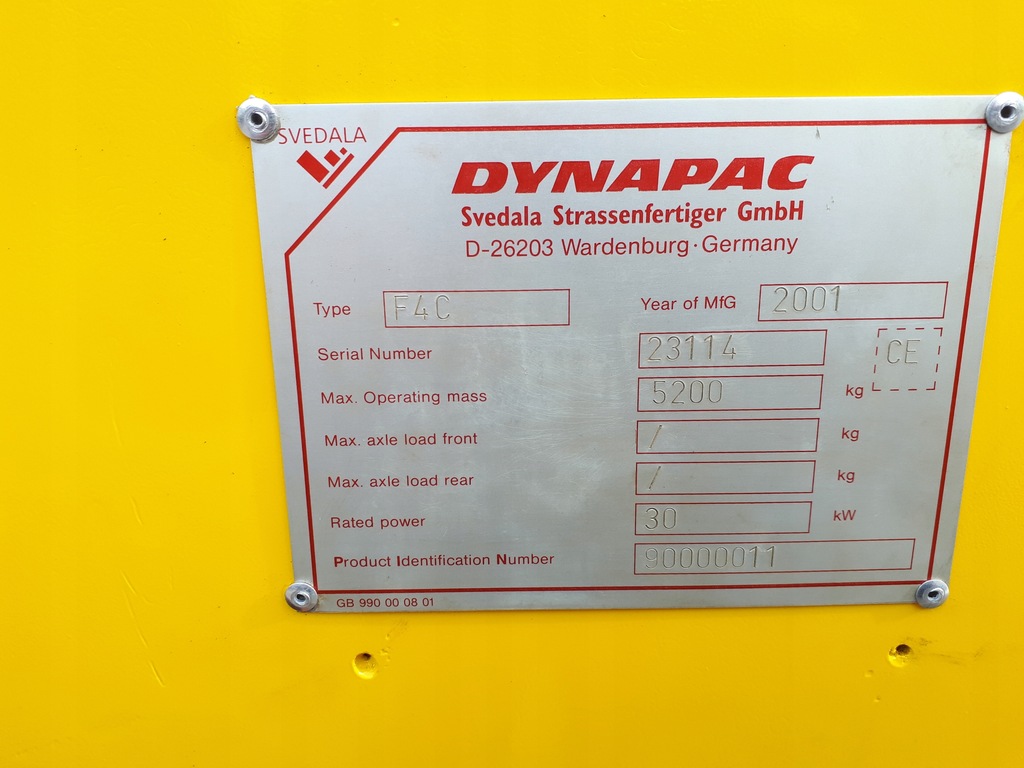 SVEDALA
DYNAPAC
Svedala Strassenfertiger GmbH
D-26203 Wardenburg · Germany
Type F4C Year of MfG 2001
Serial Number 23114 CE
Max. Operating mass 5200 kg
Max. axle load front / kg
Max. axle load rear / kg
Rated power 30 kW
Product Identification Number 90000011
GB 990 00 08 01